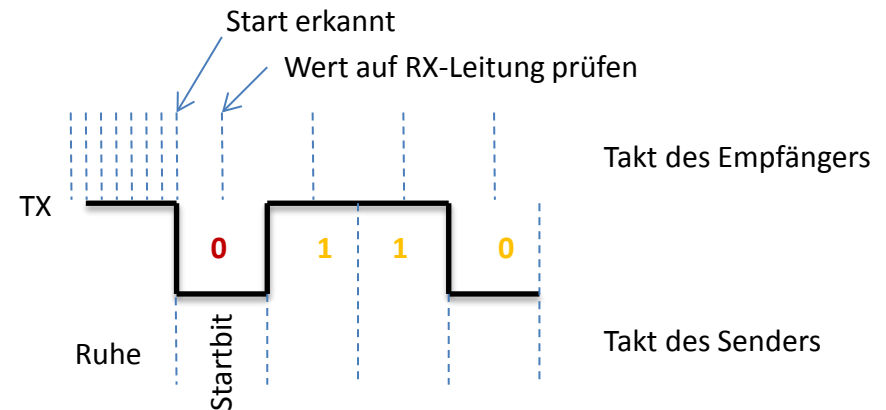 Start erkannt
Wert auf RX-Leitung prüfen
Takt des Empfängers
TX
0 1 1 0
Ruhe
Startbit
Takt des Senders